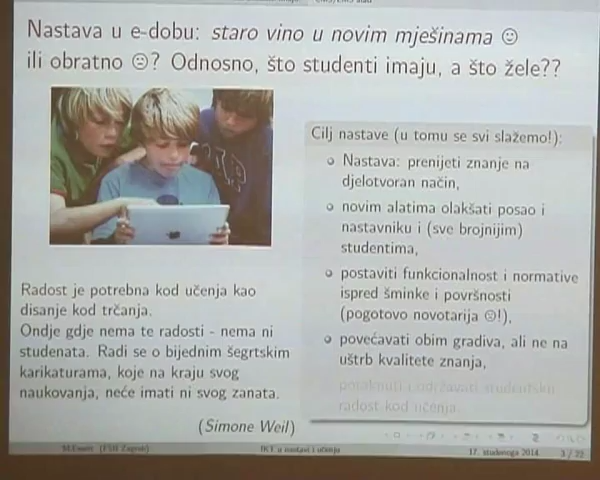 Nastava u e-dobu: staro vino u novim mješinama ☺
ili obratno ☺? Odnosno, što studenti imaju, a što žele??
Radost je potrebna kod učenja kao
disanje kod trčanja.
Ondje gdje nema te radosti - nema ni
studenata. Radi se o bijednim šegrtskim
karikaturama, koje na kraju svog
naukovanja, neće imati ni svog zanata.
(Simone Weil)
Cilj nastave (u tomu se svi slažemo!):
Nastava: prenijeti znanje na
djelotvoran način,
novim alatima olakšati posao i
nastavniku i (sve brojnijim)
studentima,
postaviti funkcionalnost i normative
ispred šminke i površnosti
(pogotovo novotarija ☺!),
povećavati obim gradiva, ali ne na
uštrb kvalitete znanja,
potaknuti i održavati studentsku
radost kod učenja.
(FSB Zagreb)
IKT u nastavi i učenju
17. studenoga 2014
3 / 22